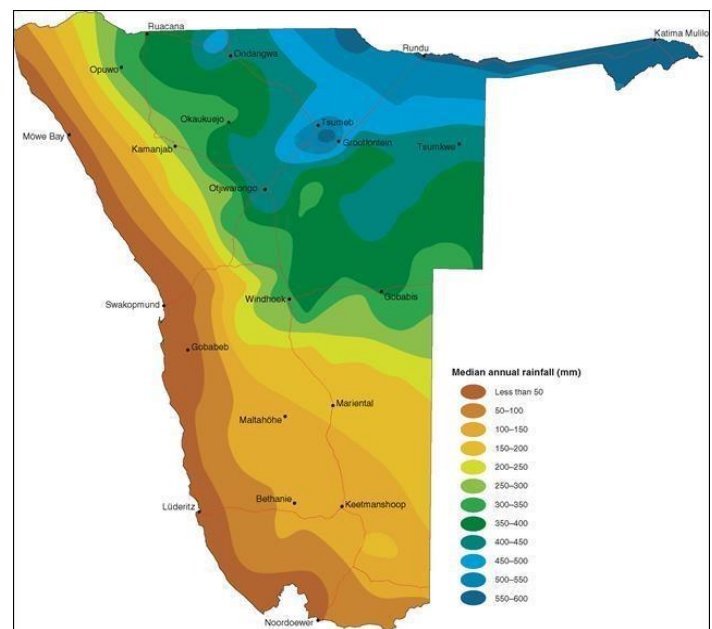 Ruacana
Katima Mulilo
Rundu
Ondangwa
Opuwo
Okaukuejo
Tsumeb
Möwe Bay
Grootfontein
Tsumkwe
Kamanjab
Otjiwarongo
Swakopmund
Windhoek
Gobabis
Gobabeb
Median annual rainfall (mm)
Less than 50
50–100
Mariental
100–150
Maltahöhe
150–200
200–250
250–300
Bethanie
Keetmanshoop
300–350
Lüderitz
350–400
400–450
450–500
500–550
550–600
Noordoewer